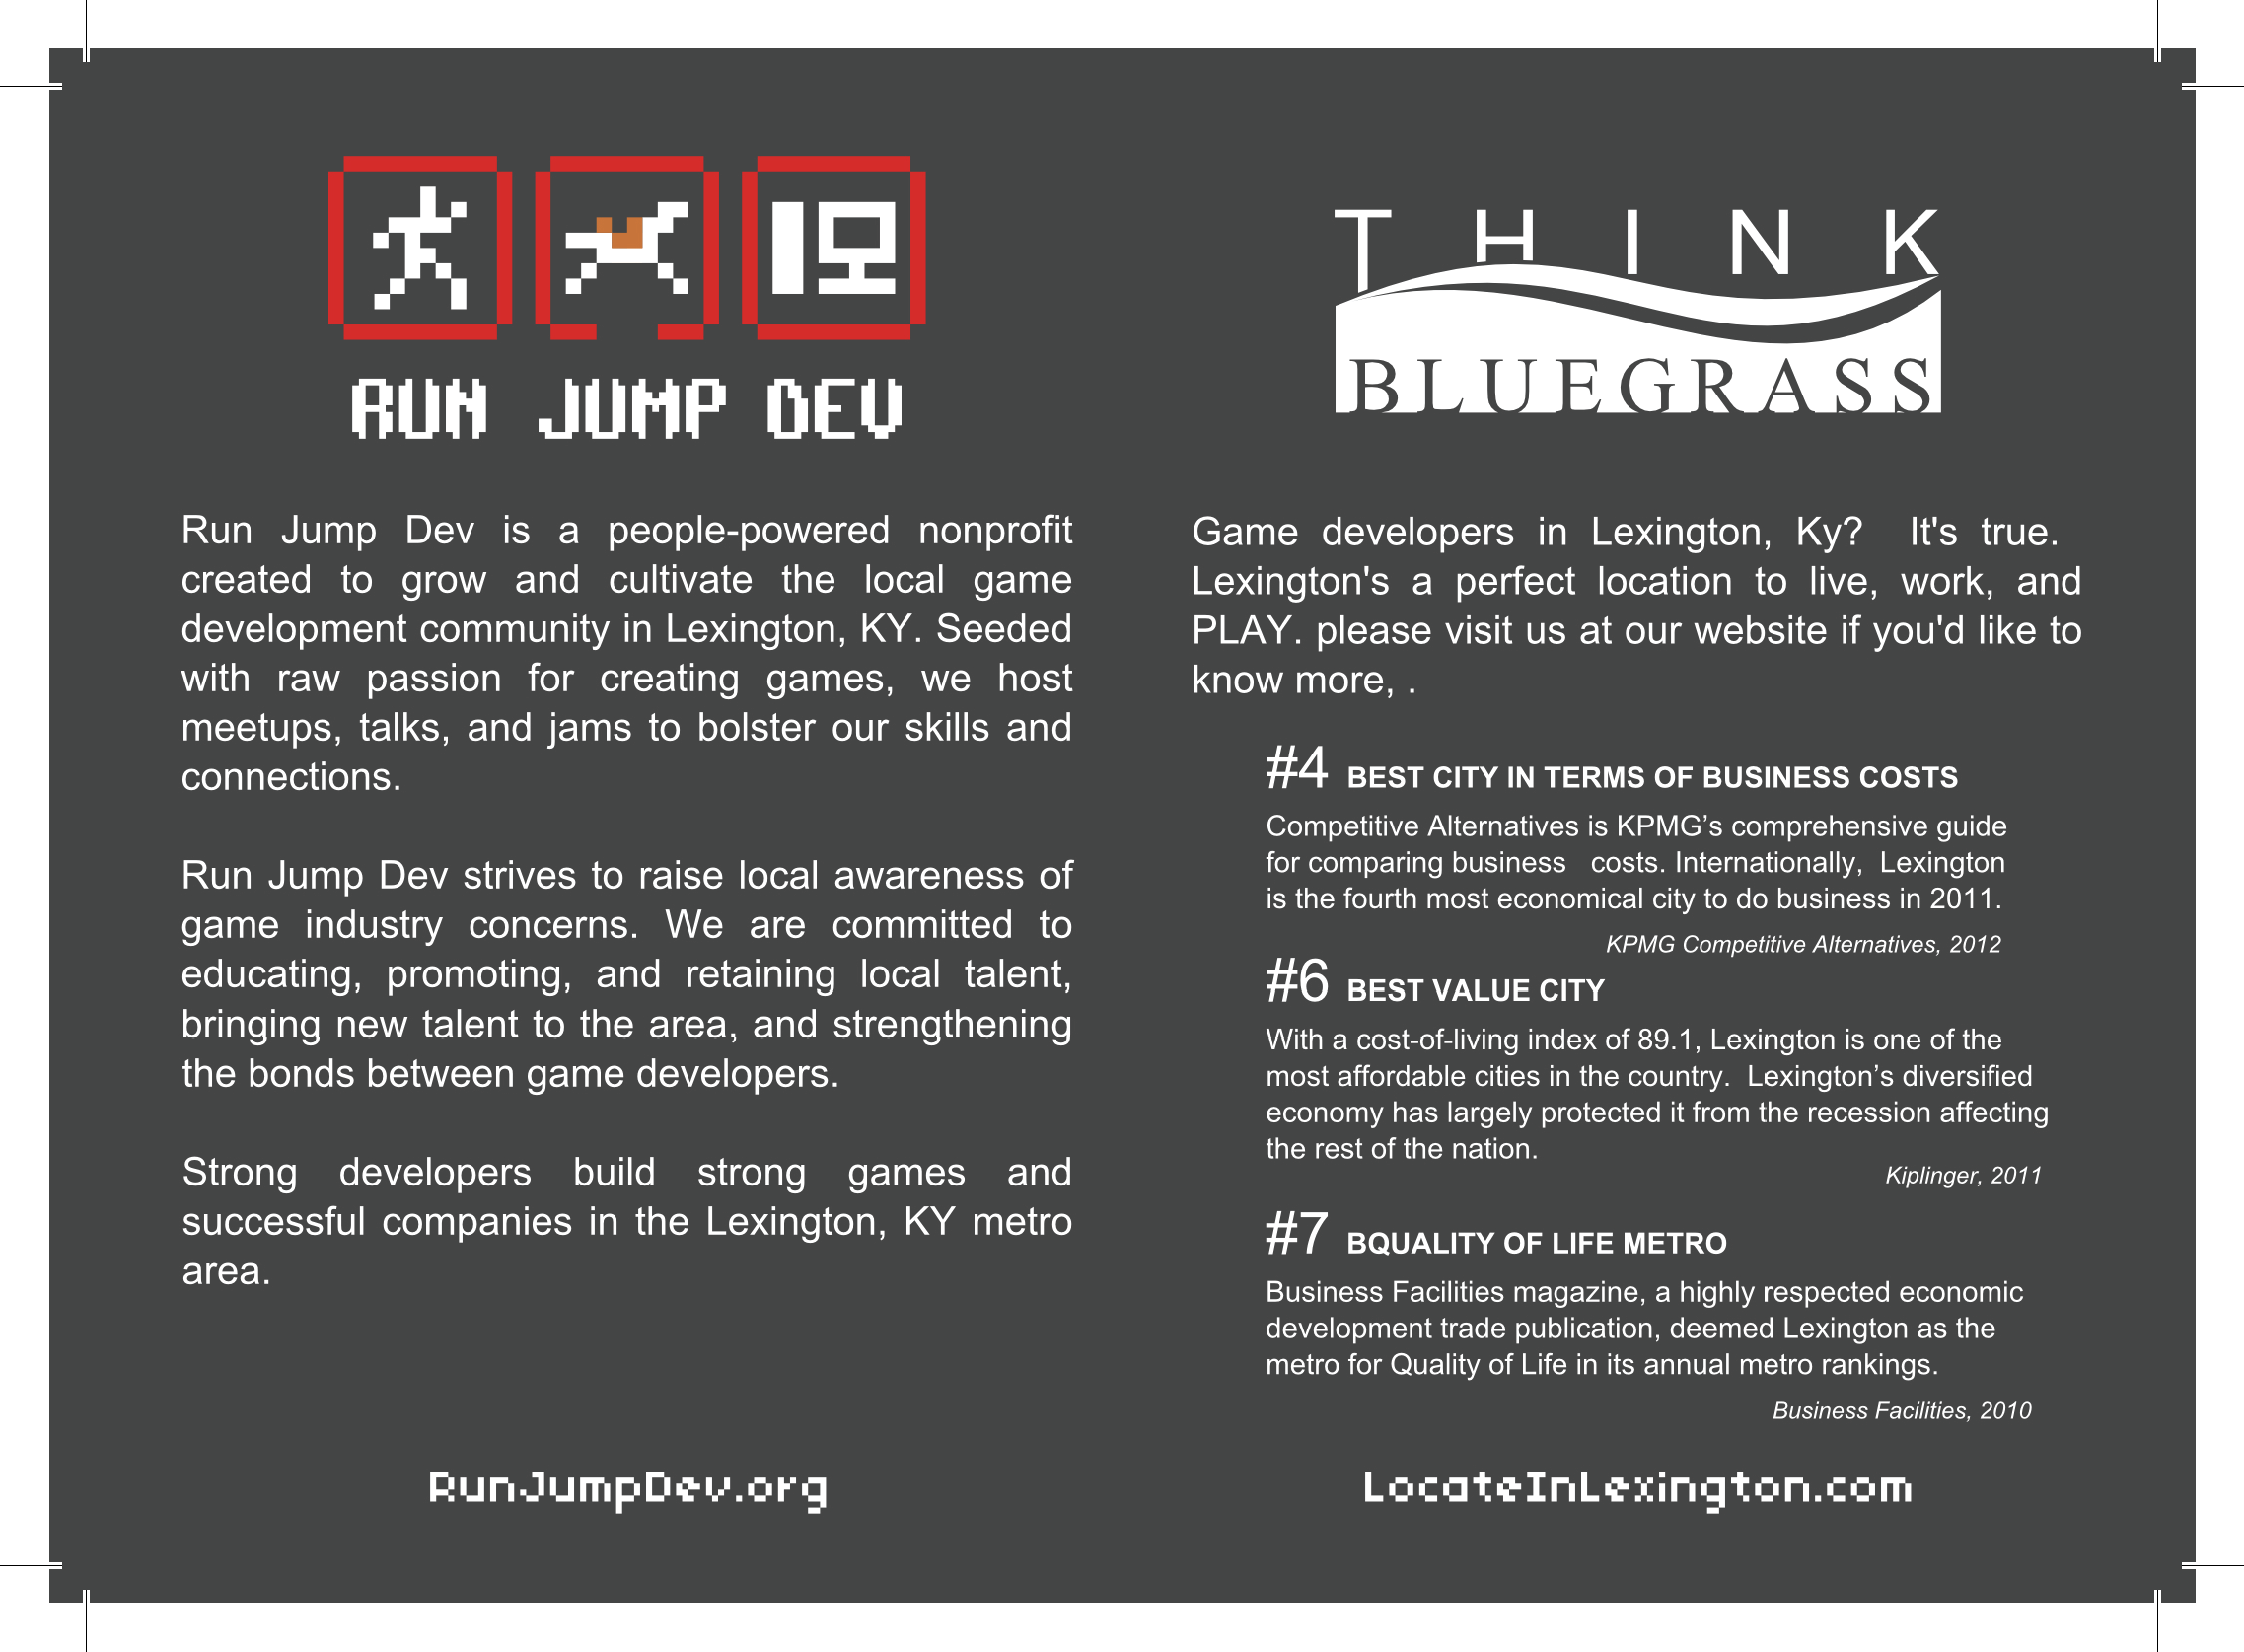 RUN JUMP DEV
Run Jump Dev is a people-powered nonprofit
created to grow and cultivate the local game
development community in Lexington, KY. Seeded
with raw passion for creating games, we host
meetups, talks, and jams to bolster our skills and
connections.
Run Jump Dev strives to raise local awareness of
game industry concerns. We are committed to
educating, promoting, and retaining local talent,
bringing new talent to the area, and strengthening
the bonds between game developers.
Strong developers build strong games and
successful companies in the Lexington, KY metro
area.
RunJumpDev.org
THINK
BLUEGRASS
Game developers in Lexington, Ky? It's true.
Lexington's a perfect location to live, work, and
PLAY. please visit us at our website if you'd like to
know more, .
#4 BEST CITY IN TERMS OF BUSINESS COSTS
Competitive Alternatives is KPMG’s comprehensive guide
for comparing business costs. Internationally, Lexington
is the fourth most economical city to do business in 2011.
KPMG Competitive Alternatives, 2012
#6 BEST VALUE CITY
With a cost-of-living index of 89.1, Lexington is one of the
most affordable cities in the country. Lexington’s diversified
economy has largely protected it from the recession affecting
the rest of the nation.
Kiplinger, 2011
#7 BQUALITY OF LIFE METRO
Business Facilities magazine, a highly respected economic
development trade publication, deemed Lexington as the
metro for Quality of Life in its annual metro rankings.
Business Facilities, 2010
LocateInLexington.com